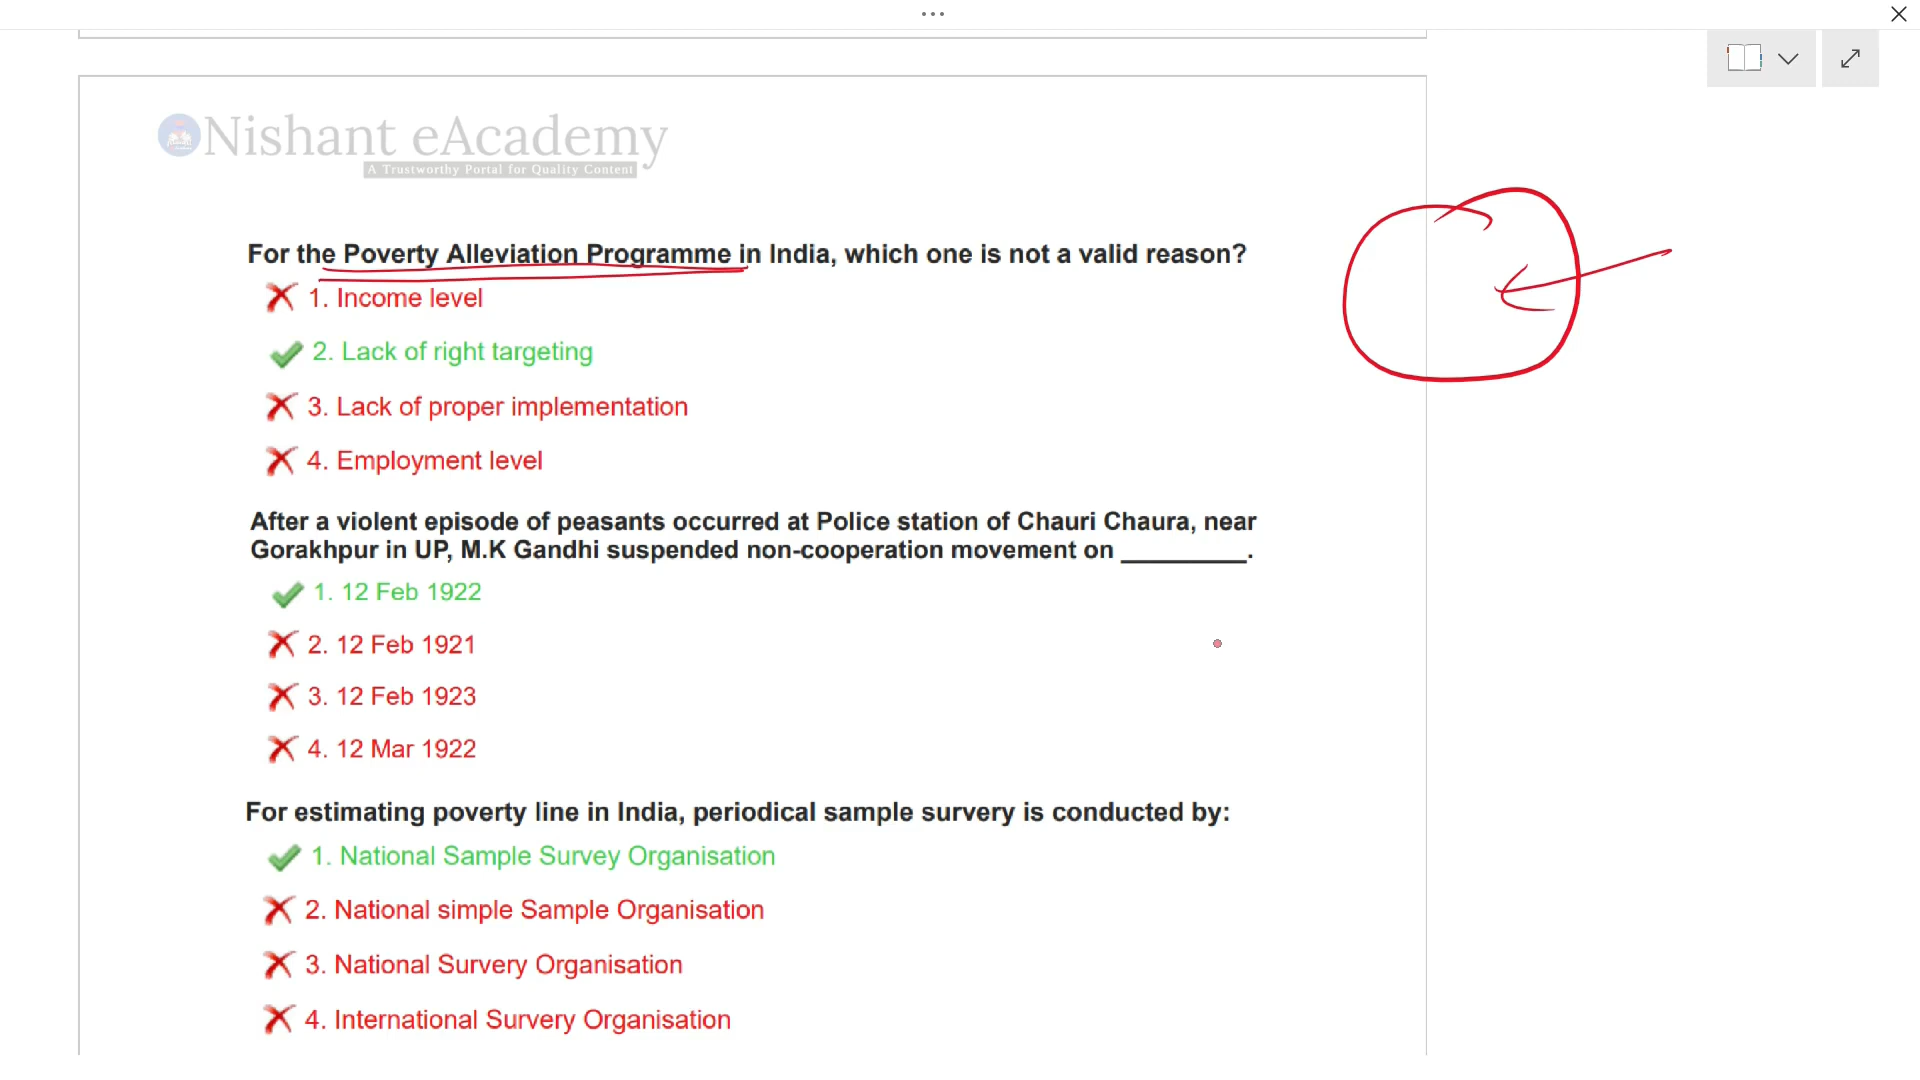 Nishant eAcademy
A Trustworthy Portal for Quality Content
For the Poverty Alleviation Programme in India, which one is not a valid reason?
1. Income level
2. Lack of right targeting
3. Lack of proper implementation
4. Employment level
After a violent episode of peasants occurred at Police station of Chauri Chaura, near
Gorakhpur in UP, M.K Gandhi suspended non-cooperation movement on _________.
1. 12 Feb 1922
2. 12 Feb 1921
3. 12 Feb 1923
4. 12 Mar 1922
For estimating poverty line in India, periodical sample survery is conducted by:
1. National Sample Survey Organisation
2. National simple Sample Organisation
3. National Survery Organisation
4. International Survery Organisation